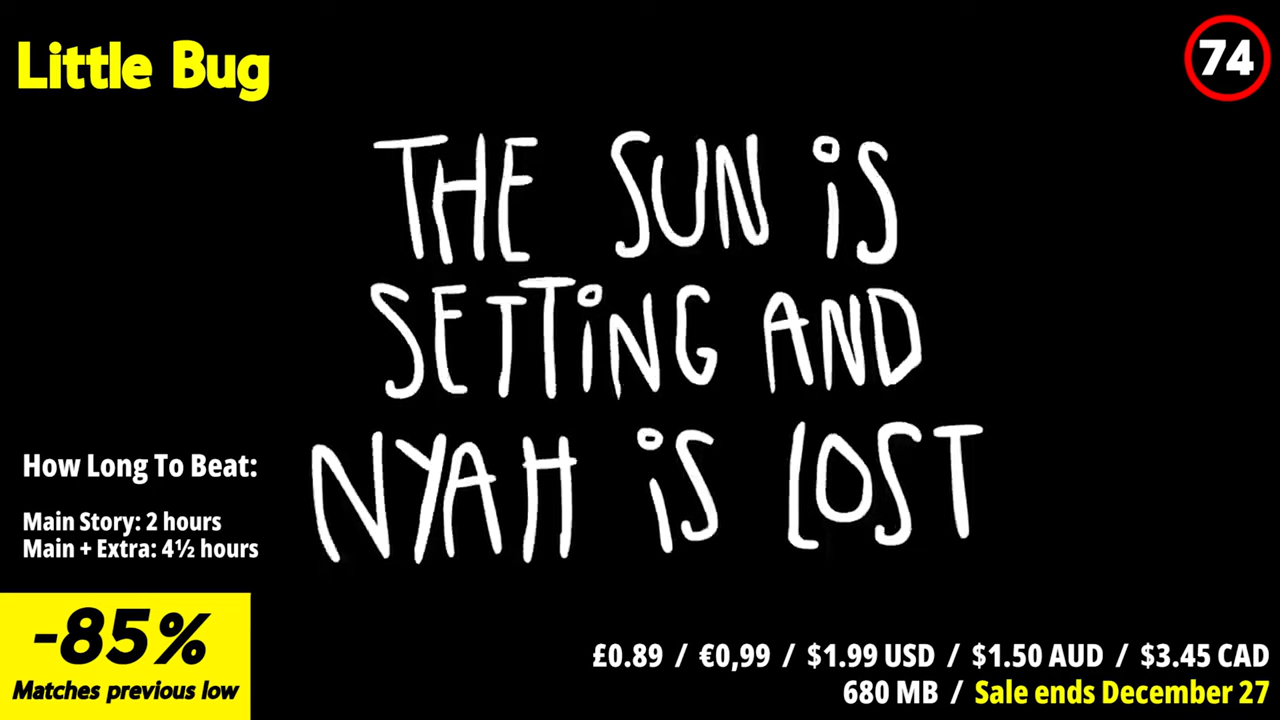 Little Bug
74
THE SUN iS
SETTiNG AND
NYAH iS LOST
How Long To Beat:
Main Story: 2 hours
Main + Extra: 4½ hours
-85%
Matches previous low
£0.89 / €0,99 / $1.99 USD / $1.50 AUD / $3.45 CAD
680 MB / Sale ends December 27